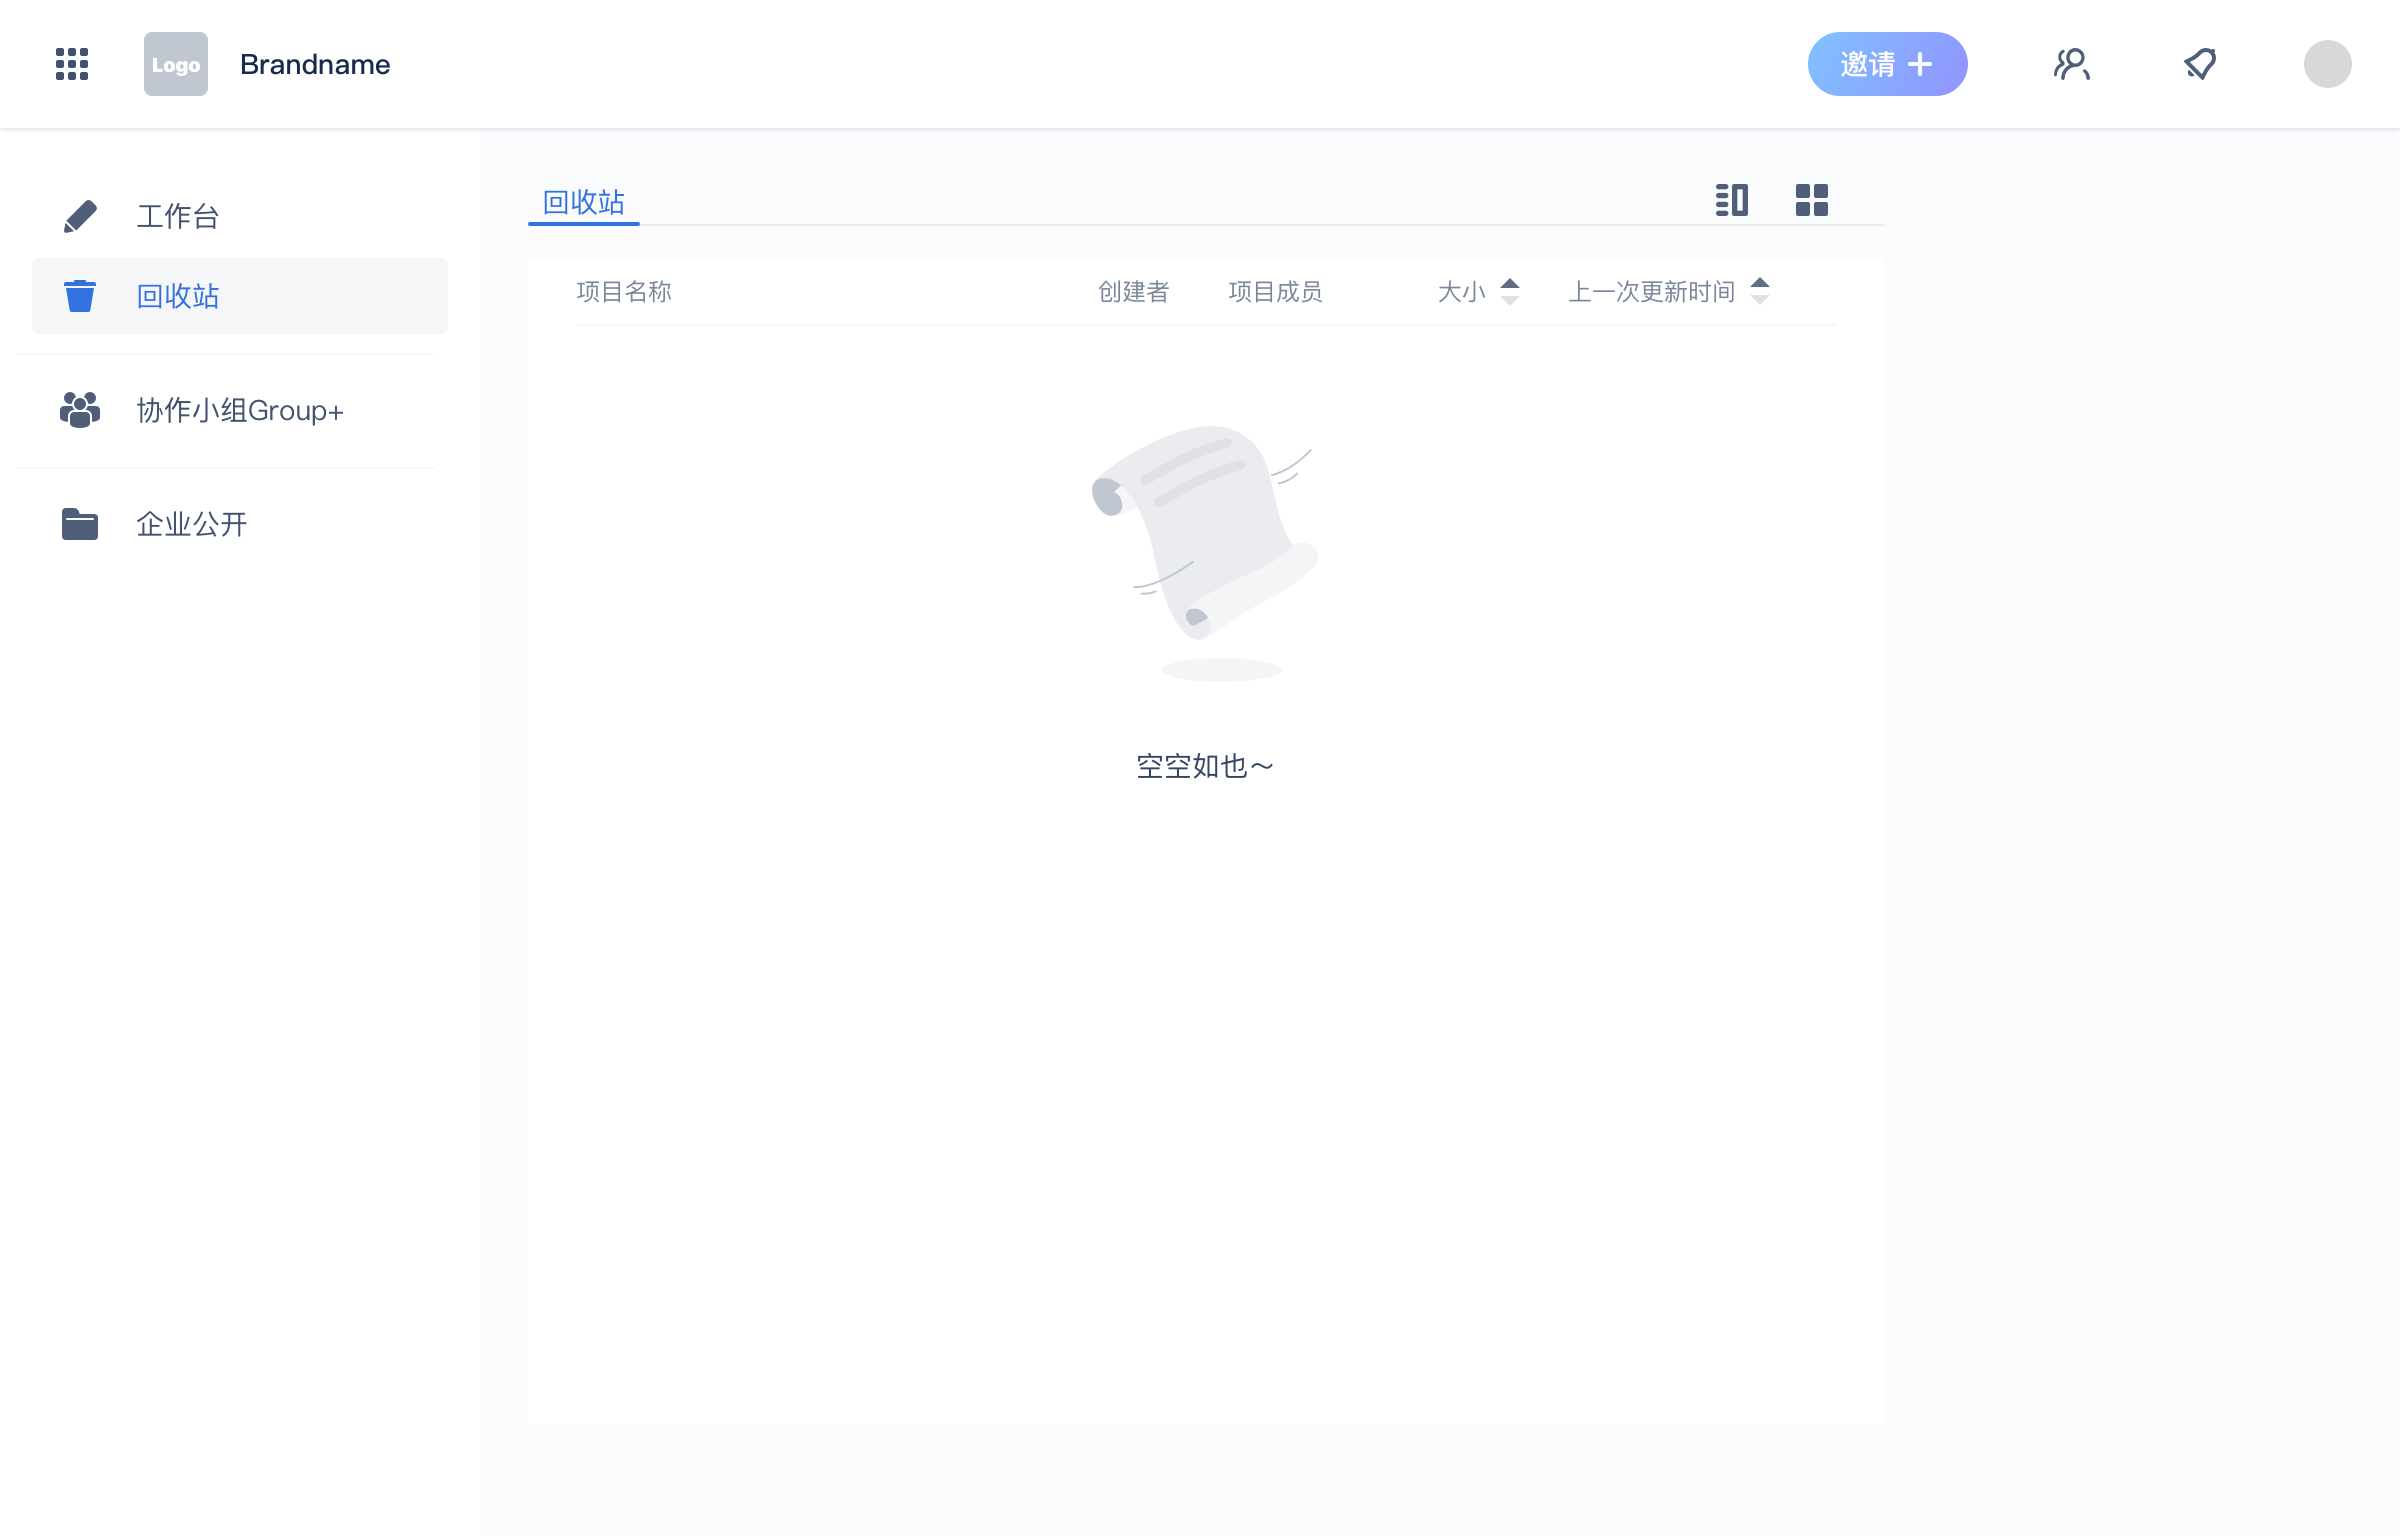 Logo
Brandname
邀请
工作台
回收站
协作小组Group+
企业公开
回收站
项目名称
创建者
项目成员
大小
上一次更新时间
空空如也～